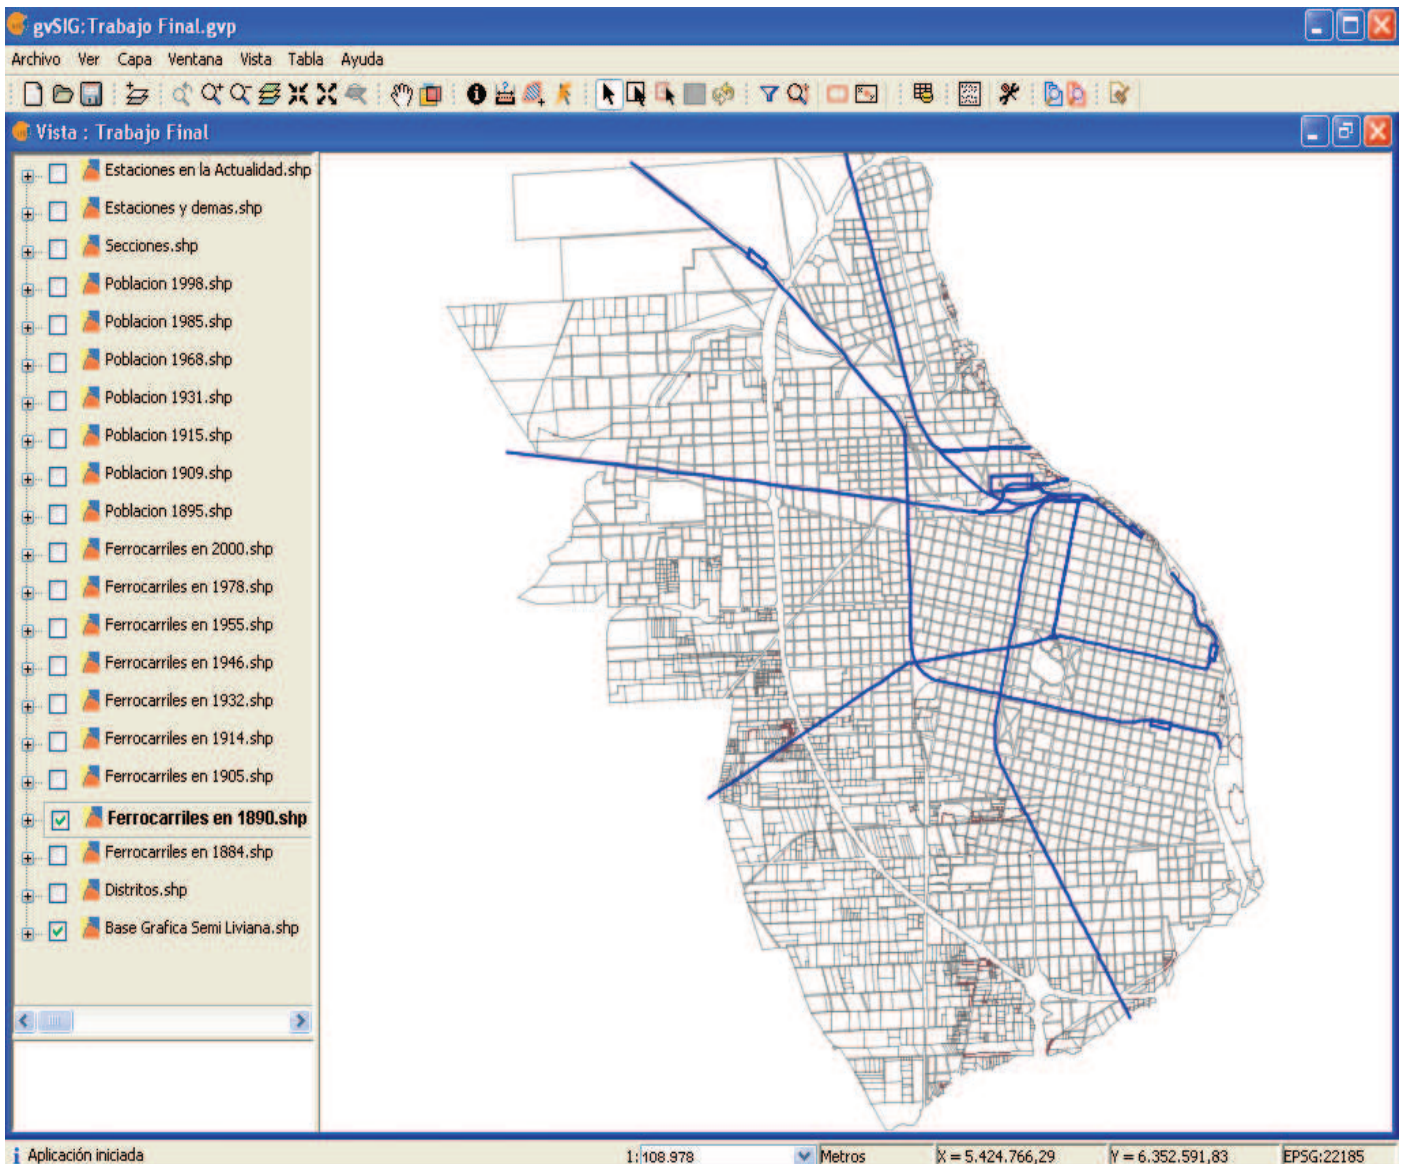 gvSIG:Trabajo Final.gvp
Archivo Ver Capa Ventana Vista Tabla Ayuda
Vista : Trabajo Final
Estaciones en la Actualidad.shp
Estaciones y demas.shp
Secciones.shp
Poblacion 1998.shp
Poblacion 1985.shp
Poblacion 1968.shp
Poblacion 1931.shp
Poblacion 1915.shp
Poblacion 1909.shp
Poblacion 1895.shp
Ferrocarriles en 2000.shp
Ferrocarriles en 1978.shp
Ferrocarriles en 1955.shp
Ferrocarriles en 1946.shp
Ferrocarriles en 1932.shp
Ferrocarriles en 1914.shp
Ferrocarriles en 1905.shp
Ferrocarriles en 1890.shp
Ferrocarriles en 1884.shp
Distritos.shp
Base Grafica Semi Liviana.shp
Aplicación iniciada 1:108.978 Metros X = 5.424.766,29 Y = 6.352.591,83 EPSG:22185